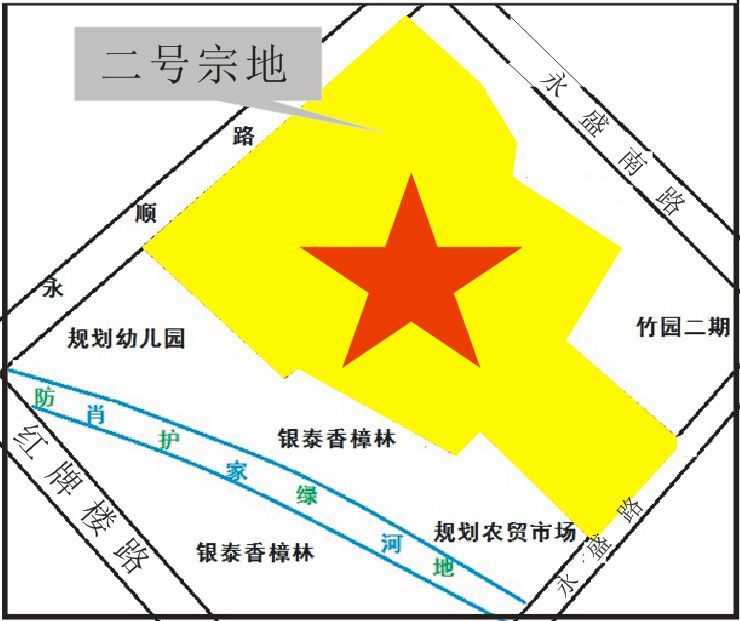 二号宗地
永顺路
永盛南路
竹园二期
规划幼儿园
防护绿地
肖家河
红牌楼路
银泰香樟林
银泰香樟林
规划农贸市场
永盛路